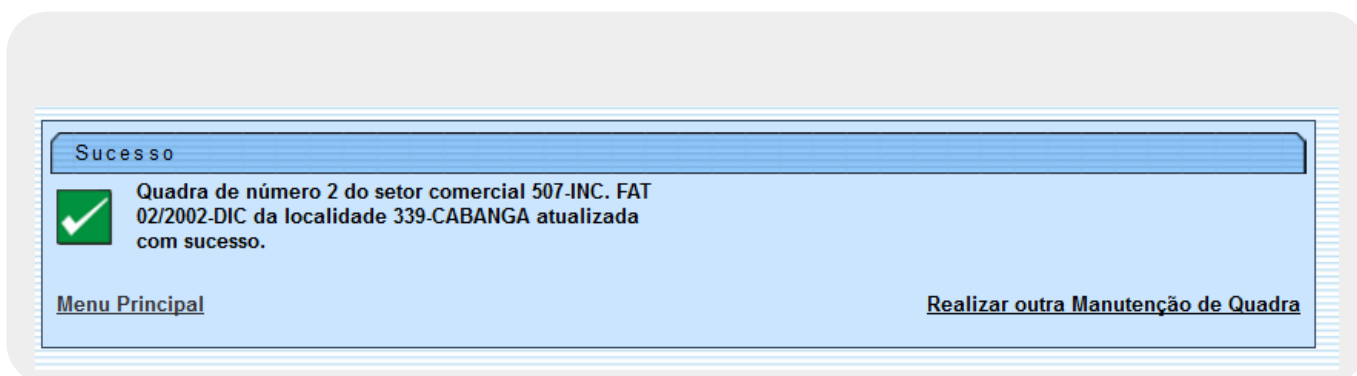 Sucesso
Quadra de número 2 do setor comercial 507-INC. FAT
02/2002-DIC da localidade 339-CABANGA atualizada
com sucesso.
Menu Principal
Realizar outra Manutenção de Quadra